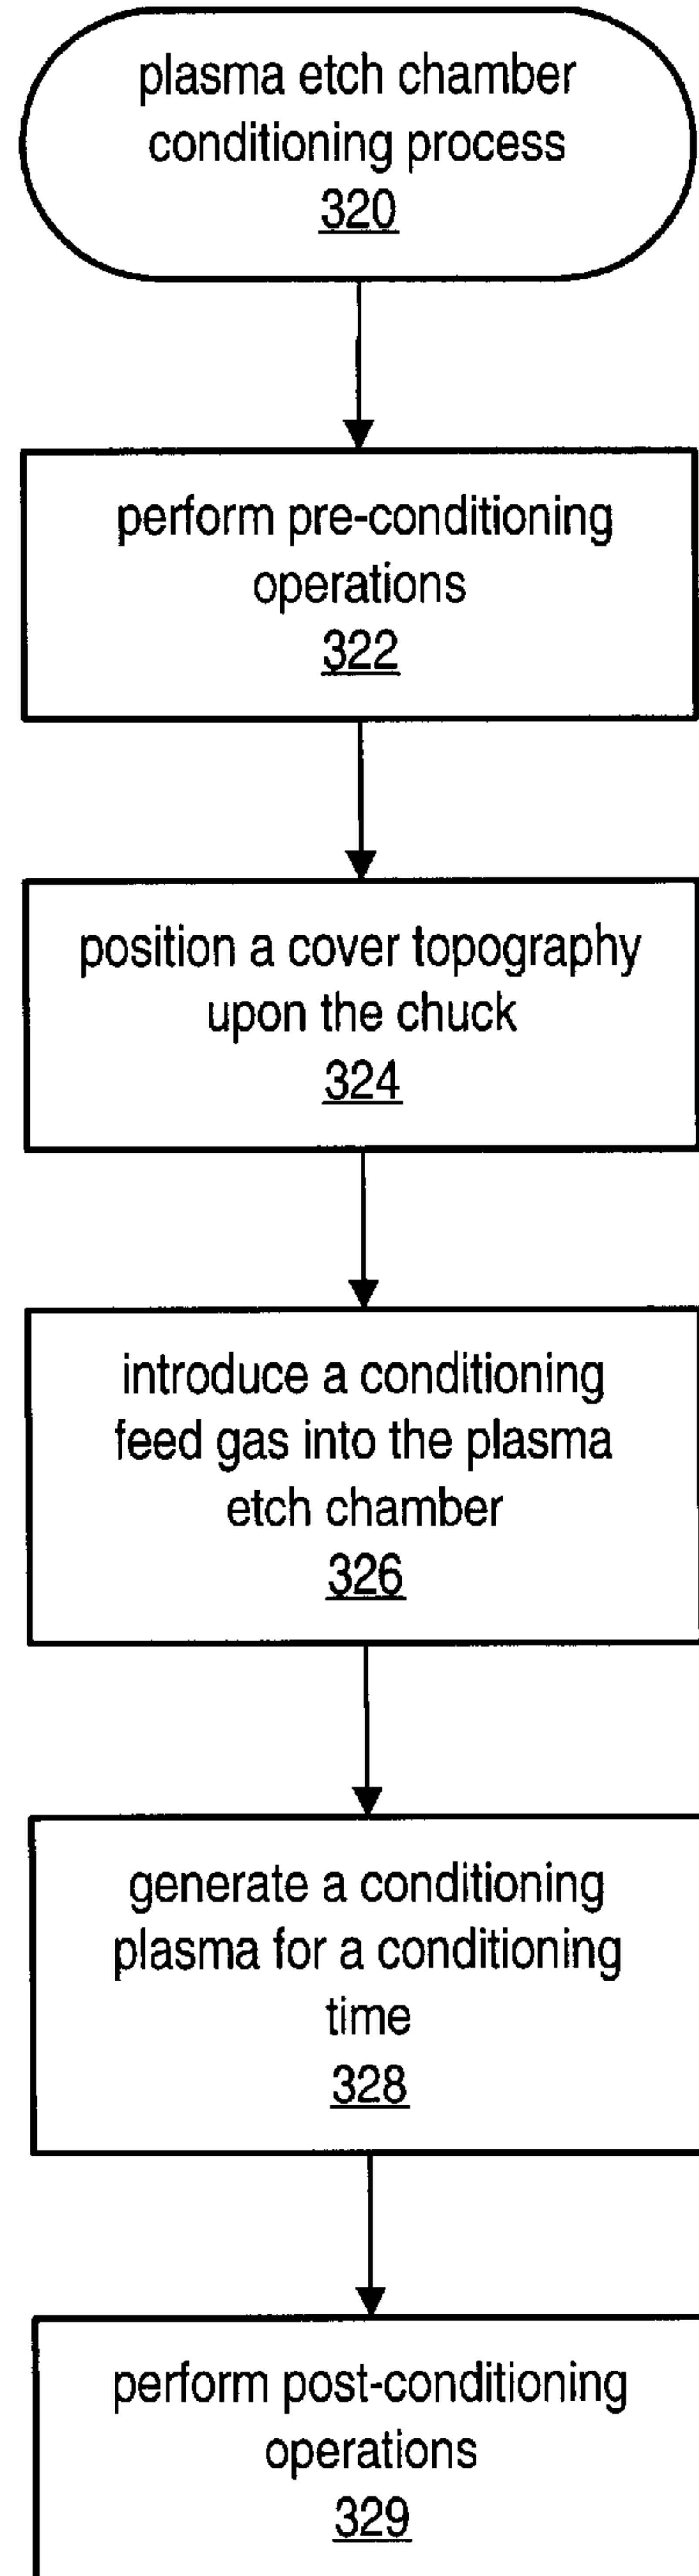 plasma etch chamber
conditioning process
320
perform pre-conditioning
operations
322
position a cover topography
upon the chuck
324
introduce a conditioning
feed gas into the plasma
etch chamber
326
generate a conditioning
plasma for a conditioning
time
328
perform post-conditioning
operations
329